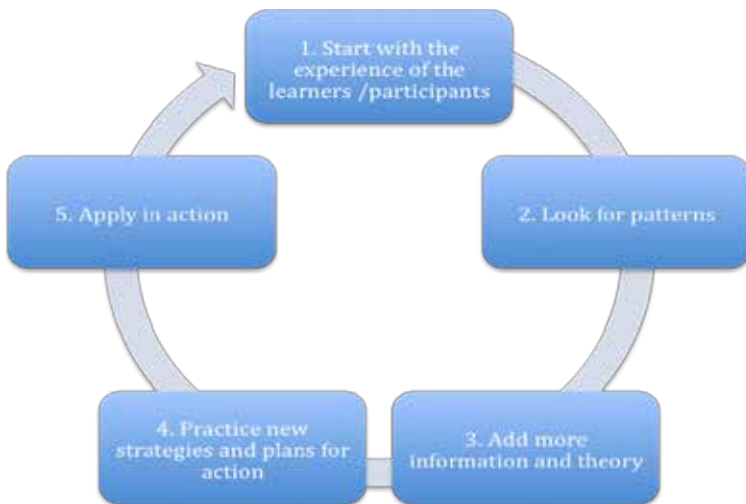 1. Start with the
experience of the
learners /participants
2. Look for patterns
3. Add more
information and theory
4. Practice new
strategies and plans for
action
5. Apply in action